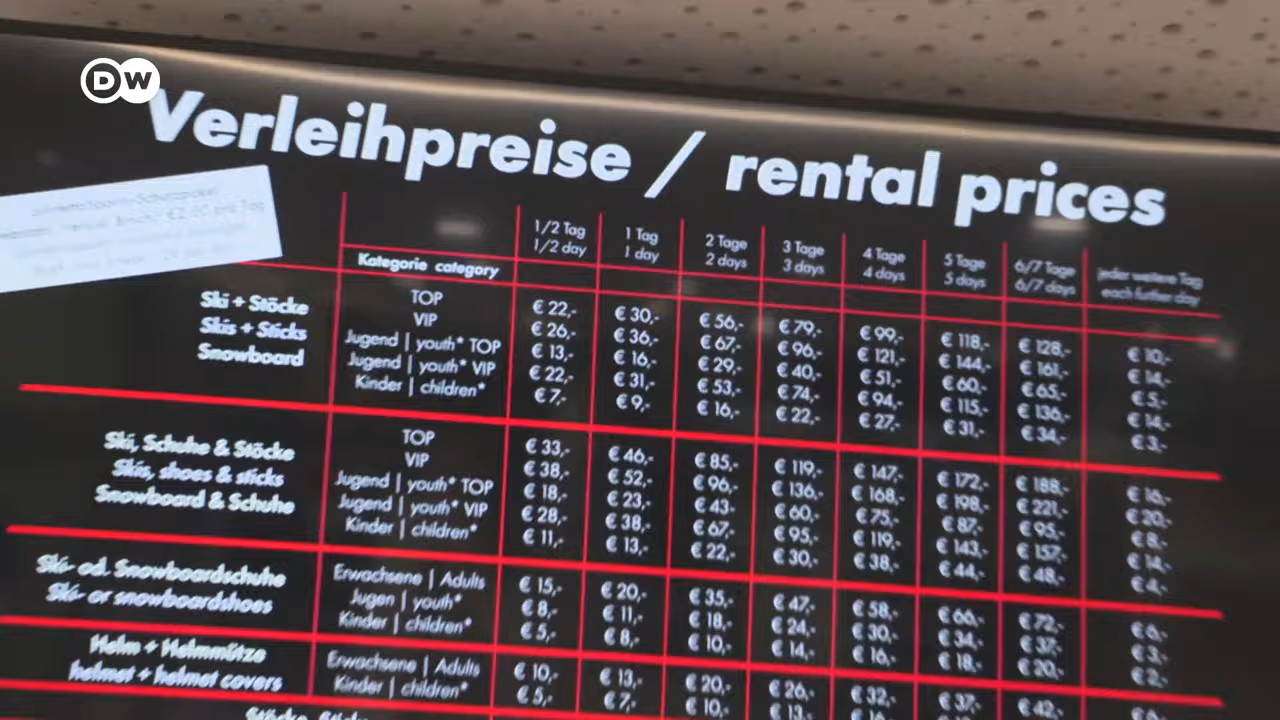 DW
Verleihpreise / rental prices
1/2 Tag 1 Tag 2 Tage 3 Tage 4 Tage 5 Tage 6/7 Tage jeder weitere Tag
1/2 day 1 day 2 days 3 days 4 days 5 days 6/7 days each further day
Kategorie category
Ski + Stöcke
Skis + Sticks
Snowboard
TOP € 22,- € 30,- € 56,- € 79,- € 99,- € 118,- € 128,- € 10,-
VIP € 26,- € 36,- € 67,- € 96,- € 121,- € 144,- € 161,- € 14,-
Jugend | youth* TOP € 13,- € 16,- € 29,- € 40,- € 51,- € 60,- € 65,- € 5,-
Jugend | youth* VIP € 22,- € 31,- € 53,- € 74,- € 94,- € 115,- € 136,- € 14,-
Kinder | children* € 7,- € 9,- € 16,- € 22,- € 27,- € 31,- € 34,- € 3,-
Ski, Schuhe & Stöcke
Skis, shoes & sticks
Snowboard & Schuhe
TOP € 33,- € 46,- € 85,- € 119,- € 147,- € 172,- € 188,- € 16,-
VIP € 38,- € 52,- € 96,- € 136,- € 168,- € 198,- € 221,- € 20,-
Jugend | youth* TOP € 18,- € 23,- € 43,- € 60,- € 75,- € 87,- € 95,- € 8,-
Jugend | youth* VIP € 28,- € 38,- € 67,- € 95,- € 119,- € 143,- € 157,- € 14,-
Kinder | children* € 11,- € 13,- € 22,- € 30,- € 38,- € 44,- € 48,- € 4,-
Ski- od. Snowboardschuhe
Ski- or snowboardshoes
Erwachsene | Adults € 15,- € 20,- € 35,- € 47,- € 58,- € 66,- € 72,- € 6,-
Jugen | youth* € 8,- € 11,- € 18,- € 24,- € 30,- € 34,- € 37,- € 3,-
Kinder | children* € 5,- € 8,- € 10,- € 14,- € 16,- € 18,- € 20,- € 2,-
Helm + Helmmütze
helmet + helmet covers
Erwachsene | Adults € 10,- € 13,- € 20,- € 26,- € 32,- € 37,- € 42,-
Kinder | children* € 5,- € 7,- € 10,- € 13,-